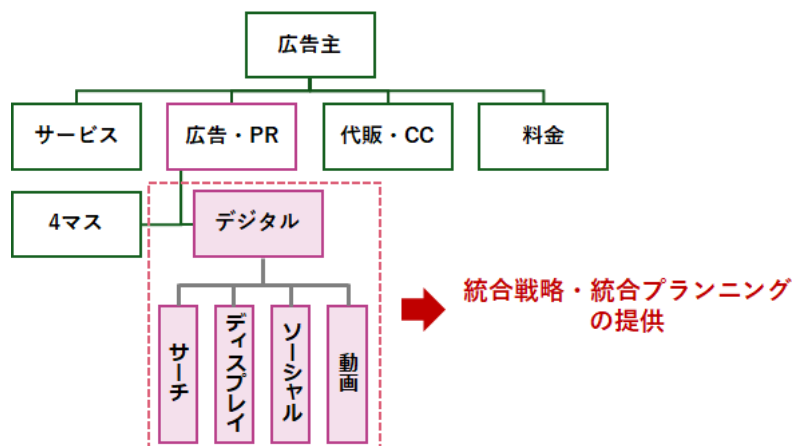 広告主
サービス
広告・PR
代販・CC
料金
4マス
デジタル
サーチ
ディスプレイ
ソーシャル
動画
統合戦略・統合プランニング
の提供